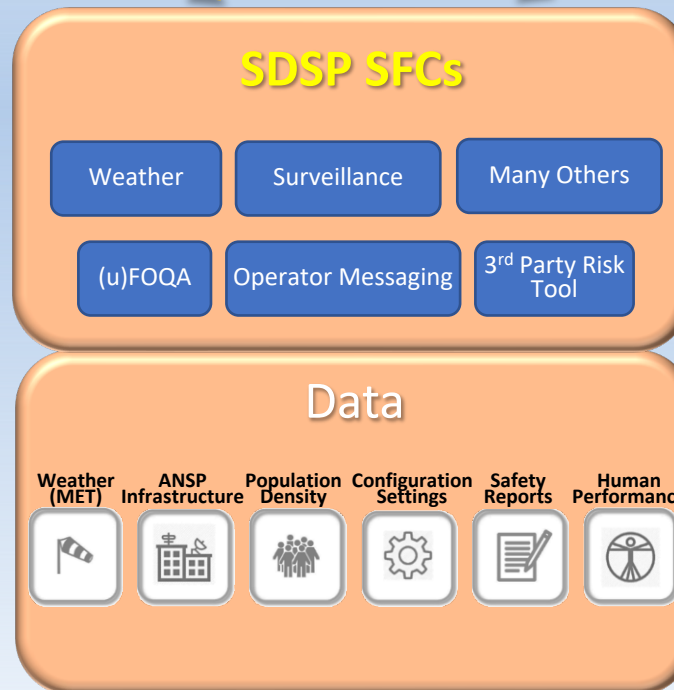 SDSP SFCs
Weather
Surveillance
Many Others
(u)FOQA
Operator Messaging
3rd Party Risk
Tool
Data
Weather
(MET)
ANSP
Infrastructure
Population
Density
Configuration
Settings
Safety
Reports
Human
Performanc